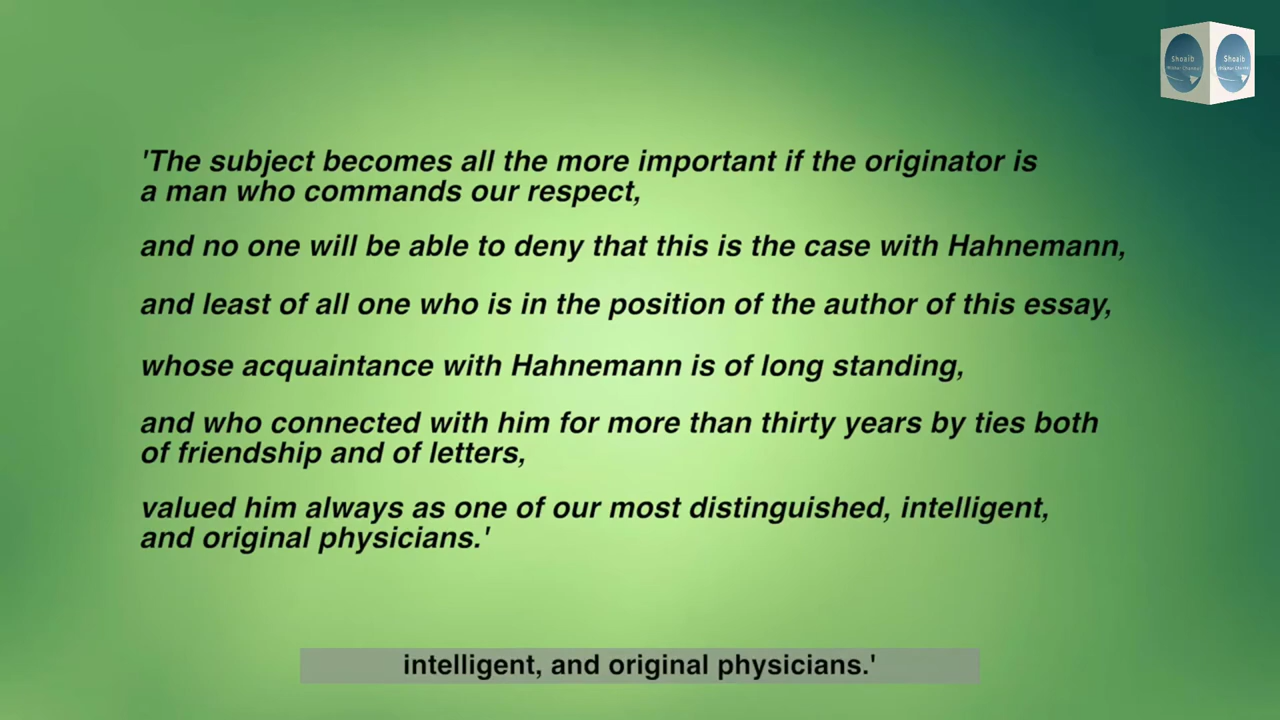 'The subject becomes all the more important if the originator is
a man who commands our respect,
and no one will be able to deny that this is the case with Hahnemann,
and least of all one who is in the position of the author of this essay,
whose acquaintance with Hahnemann is of long standing,
and who connected with him for more than thirty years by ties both
of friendship and of letters,
valued him always as one of our most distinguished, intelligent,
and original physicians.'
intelligent, and original physicians.'
Shoaib
Shoaib